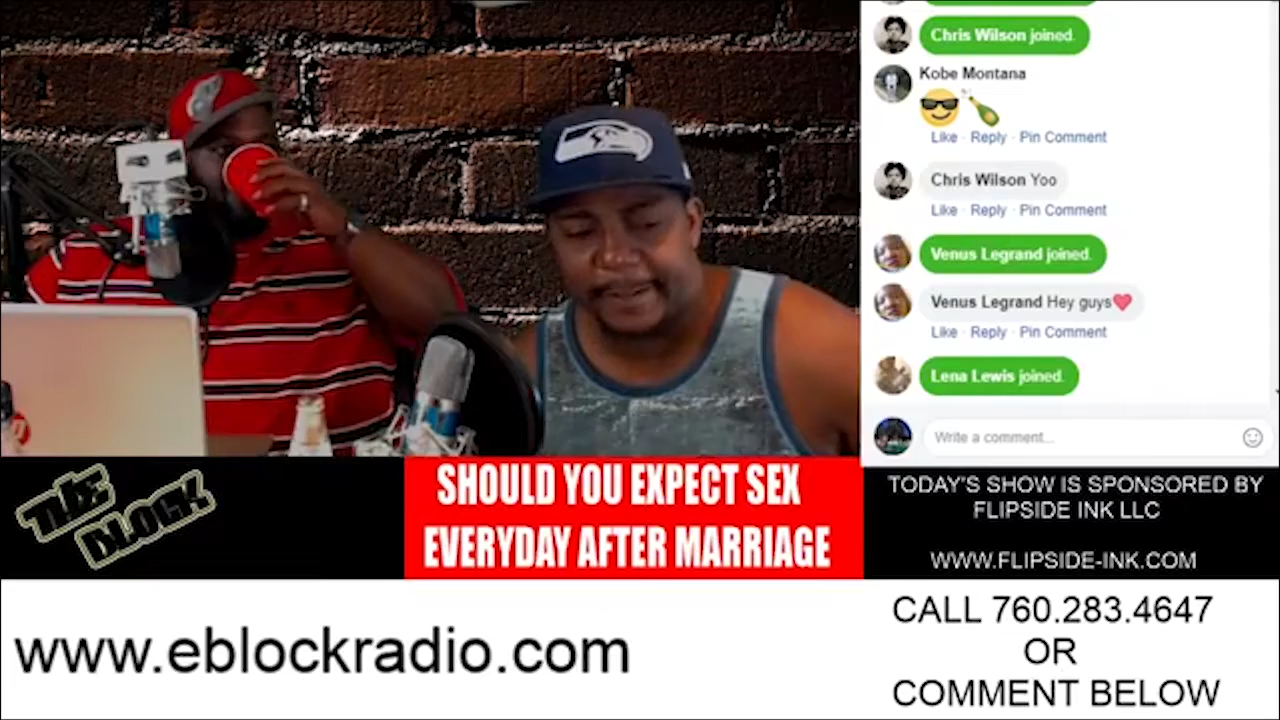 Chris Wilson joined.
Kobe Montana
Like · Reply · Pin Comment
Chris Wilson Yoo
Like · Reply · Pin Comment
Venus Legrand joined.
Venus Legrand Hey guys
Like · Reply · Pin Comment
Lena Lewis joined.
Write a comment...
THE
BLOCK
SHOULD YOU EXPECT SEX
EVERYDAY AFTER MARRIAGE
TODAY'S SHOW IS SPONSORED BY
FLIPSIDE INK LLC
WWW.FLIPSIDE-INK.COM
www.eblockradio.com
CALL 760.283.4647
OR
COMMENT BELOW